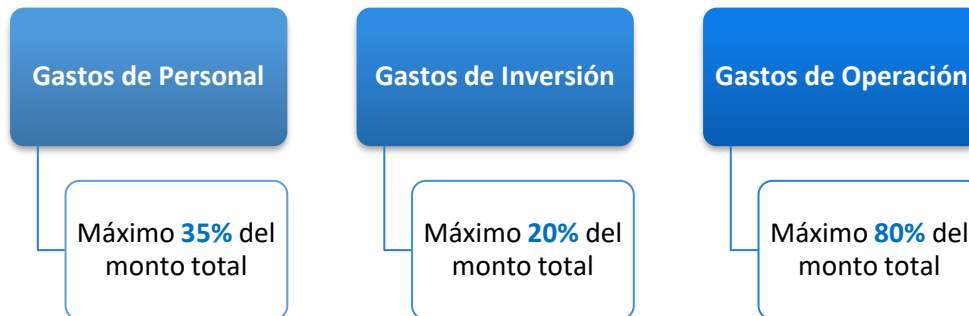 Gastos de Personal
Máximo 35% del
monto total
Gastos de Inversión
Máximo 20% del
monto total
Gastos de Operación
Máximo 80% del
monto total